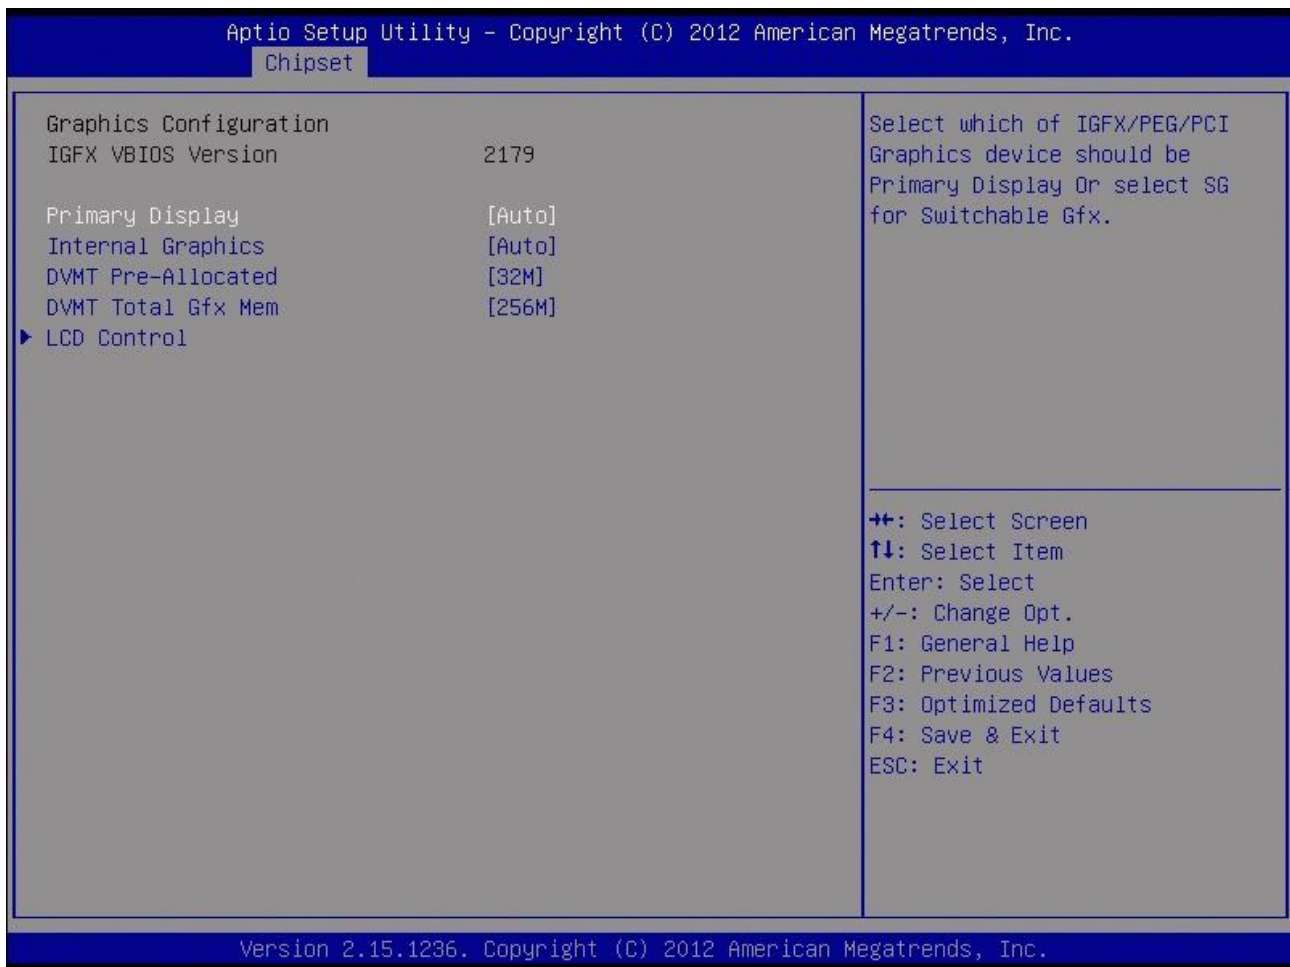 Aptio Setup Utility – Copyright (C) 2012 American Megatrends, Inc.
Chipset
Graphics Configuration
IGFX VBIOS Version 2179
Primary Display [Auto]
Internal Graphics [Auto]
DVMT Pre-Allocated [32M]
DVMT Total Gfx Mem [256M]
▶ LCD Control
Select which of IGFX/PEG/PCI
Graphics device should be
Primary Display Or select SG
for Switchable Gfx.
→←: Select Screen
↑↓: Select Item
Enter: Select
+/-: Change Opt.
F1: General Help
F2: Previous Values
F3: Optimized Defaults
F4: Save & Exit
ESC: Exit
Version 2.15.1236. Copyright (C) 2012 American Megatrends, Inc.